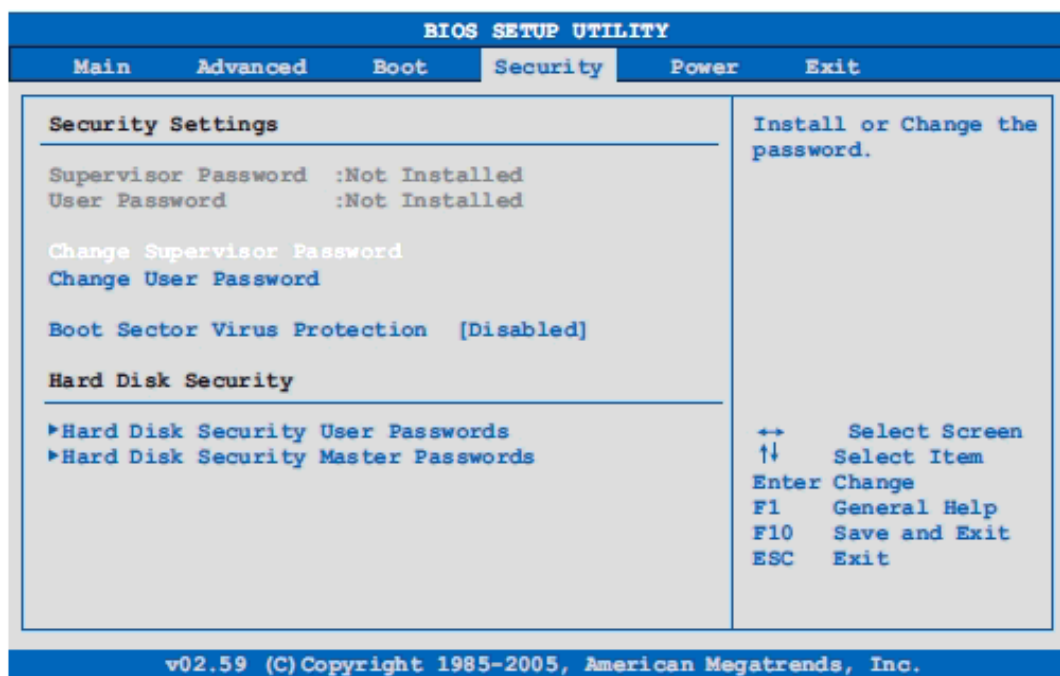 BIOS SETUP UTILITY
Main Advanced Boot Security Power Exit
Security Settings
Supervisor Password :Not Installed
User Password :Not Installed
Change Supervisor Password
Change User Password
Boot Sector Virus Protection [Disabled]
Hard Disk Security
▶Hard Disk Security User Passwords
▶Hard Disk Security Master Passwords
Install or Change the
password.
↔ Select Screen
↑↓ Select Item
Enter Change
F1 General Help
F10 Save and Exit
ESC Exit
v02.59 (C)Copyright 1985-2005, American Megatrends, Inc.